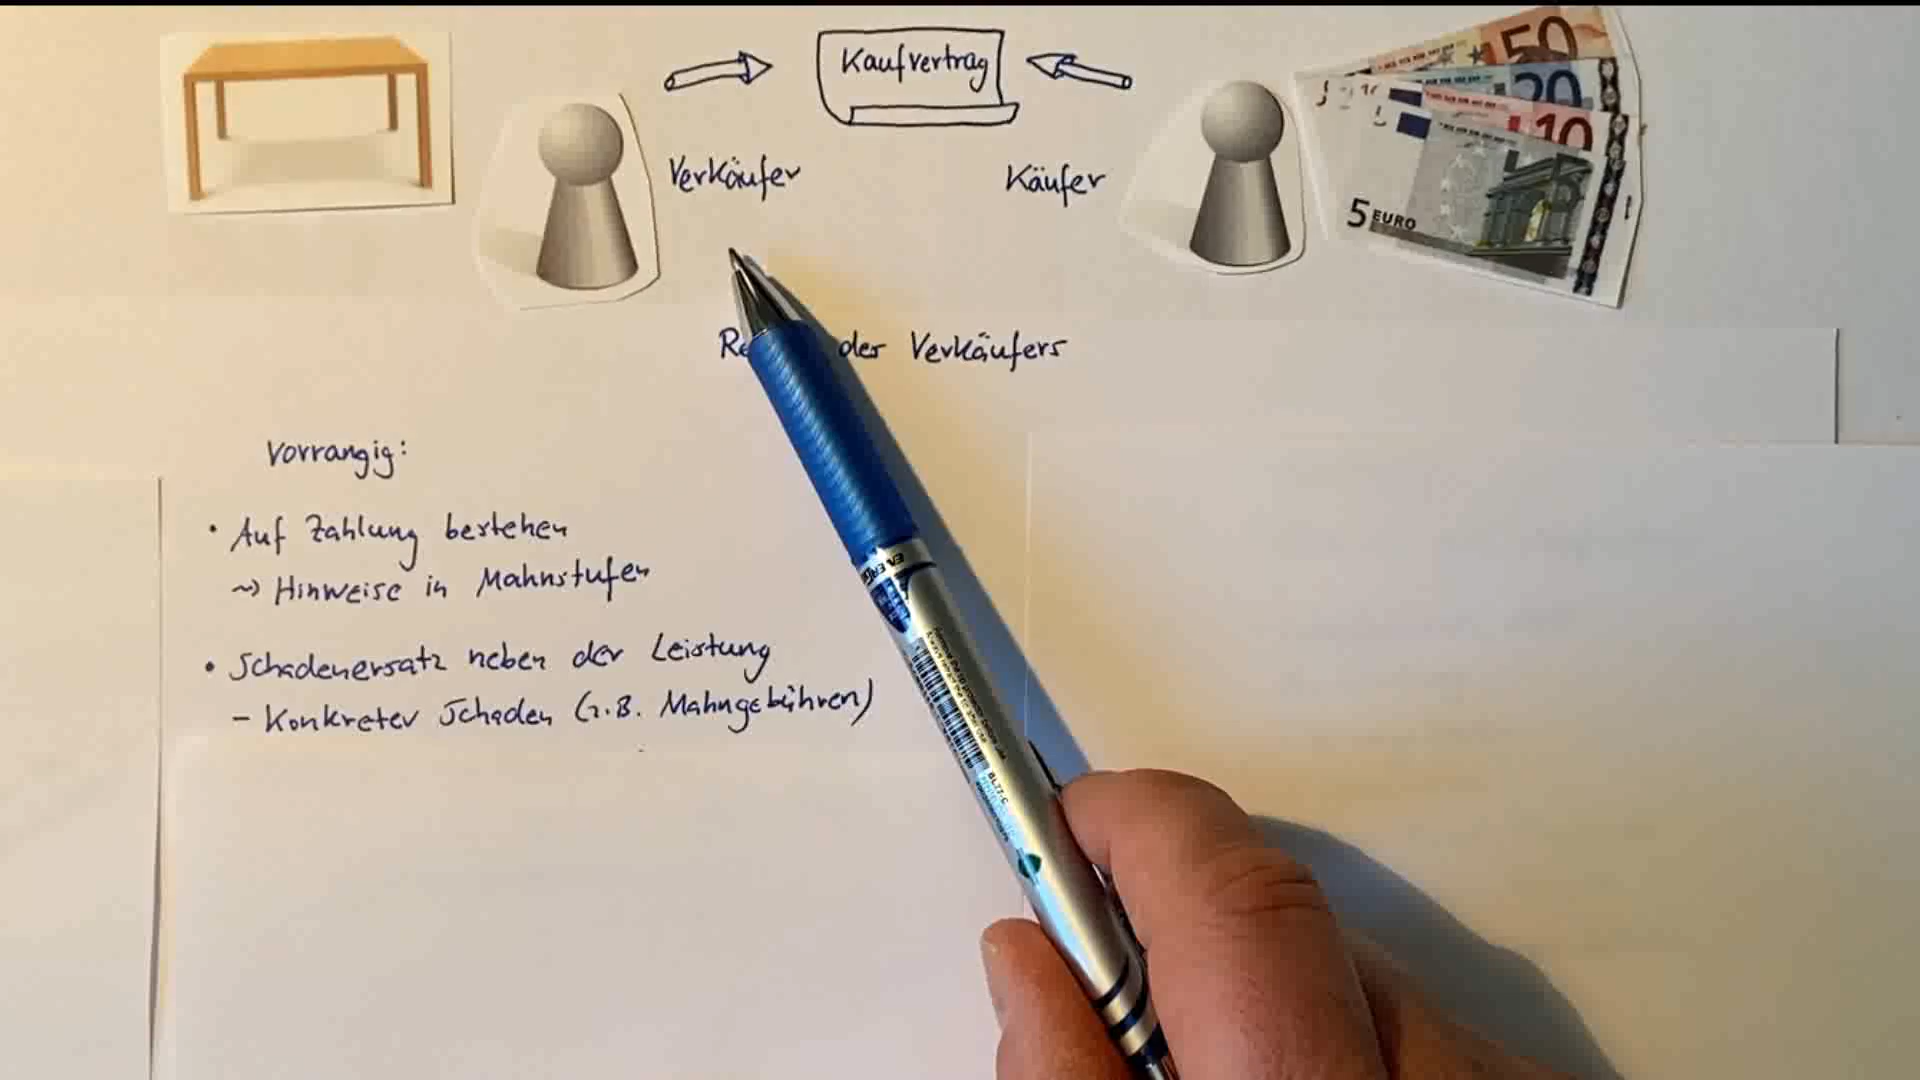 Kaufvertrag
Verkäufer
Käufer
50
20
10
5 EURO
des Verkäufers
Vorrangig:
• Auf Zahlung bestehen
~> Hinweise in Mahnstufen
• Schadenersatz neben der Leistung
- Konkreter Schaden (z.B. Mahngebühren)